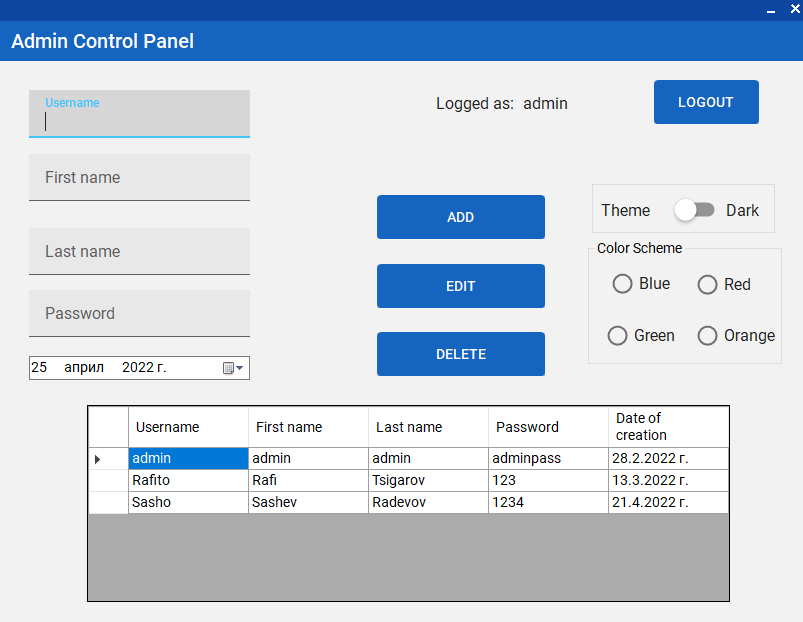 Admin Control Panel
Username
Logged as: admin
LOGOUT
First name
Last name
Password
25 април 2022 г.
ADD
EDIT
DELETE
Theme Dark
Color Scheme
Blue Red
Green Orange
Username First name Last name Password Date of
creation
admin admin admin adminpass 28.2.2022 г.
Rafito Rafi Tsigarov 123 13.3.2022 г.
Sasho Sashev Radevov 1234 21.4.2022 г.